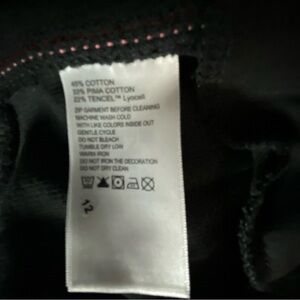 45% COTTON
33% PIMA COTTON
22% TENCEL™ Lyocell
ZIP GARMENT BEFORE CLEANING
MACHINE WASH COLD
WITH LIKE COLORS INSIDE OUT
GENTLE CYCLE
DO NOT BLEACH
TUMBLE DRY LOW
WARM IRON
DO NOT IRON THE DECORATION
DO NOT DRY CLEAN